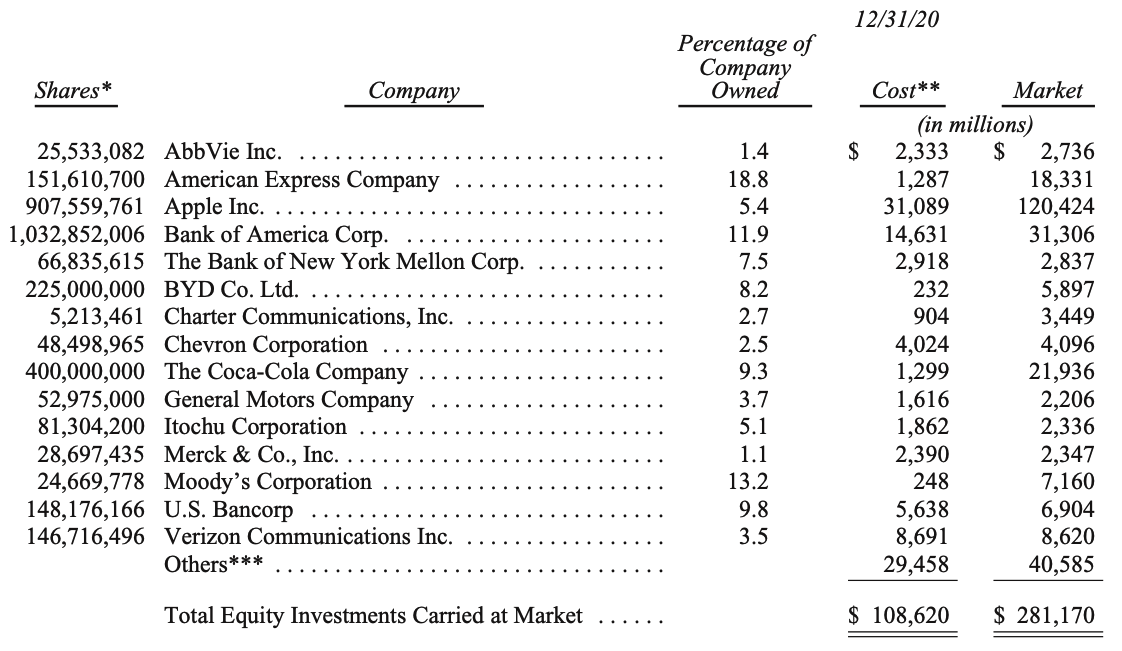 12/31/20
Percentage of
Company
Shares* Company Owned Cost** Market
(in millions)
25,533,082 AbbVie Inc. . . . . . . . . . . . . . . . . . . . . . . . . . . . . 1.4 $ 2,333 $ 2,736
151,610,700 American Express Company . . . . . . . . . . . . . . . . . . . 18.8 1,287 18,331
907,559,761 Apple Inc. . . . . . . . . . . . . . . . . . . . . . . . . . . . . . 5.4 31,089 120,424
1,032,852,006 Bank of America Corp. . . . . . . . . . . . . . . . . . . . . . . 11.9 14,631 31,306
66,835,615 The Bank of New York Mellon Corp. . . . . . . . . . . . . 7.5 2,918 2,837
225,000,000 BYD Co. Ltd. . . . . . . . . . . . . . . . . . . . . . . . . . . . 8.2 232 5,897
5,213,461 Charter Communications, Inc. . . . . . . . . . . . . . . . . . . 2.7 904 3,449
48,498,965 Chevron Corporation . . . . . . . . . . . . . . . . . . . . . . . 2.5 4,024 4,096
400,000,000 The Coca-Cola Company . . . . . . . . . . . . . . . . . . . . 9.3 1,299 21,936
52,975,000 General Motors Company . . . . . . . . . . . . . . . . . . . 3.7 1,616 2,206
81,304,200 Itochu Corporation . . . . . . . . . . . . . . . . . . . . . . . . 5.1 1,862 2,336
28,697,435 Merck & Co., Inc. . . . . . . . . . . . . . . . . . . . . . . . . . 1.1 2,390 2,347
24,669,778 Moody’s Corporation . . . . . . . . . . . . . . . . . . . . . . . 13.2 248 7,160
148,176,166 U.S. Bancorp . . . . . . . . . . . . . . . . . . . . . . . . . . . . 9.8 5,638 6,904
146,716,496 Verizon Communications Inc. . . . . . . . . . . . . . . . . . . 3.5 8,691 8,620
Others*** . . . . . . . . . . . . . . . . . . . . . . . . . . . . . . 29,458 40,585
Total Equity Investments Carried at Market . . . . . . $ 108,620 $ 281,170